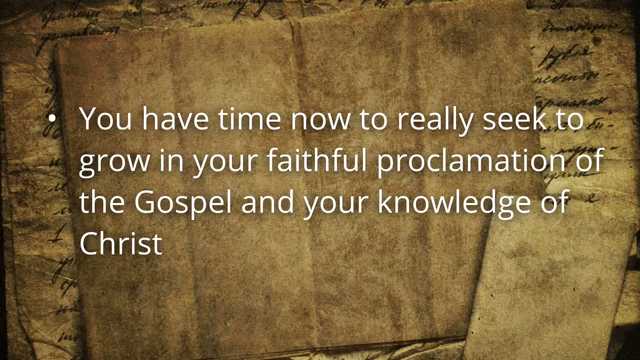 • You have time now to really seek to
grow in your faithful proclamation of
the Gospel and your knowledge of
Christ